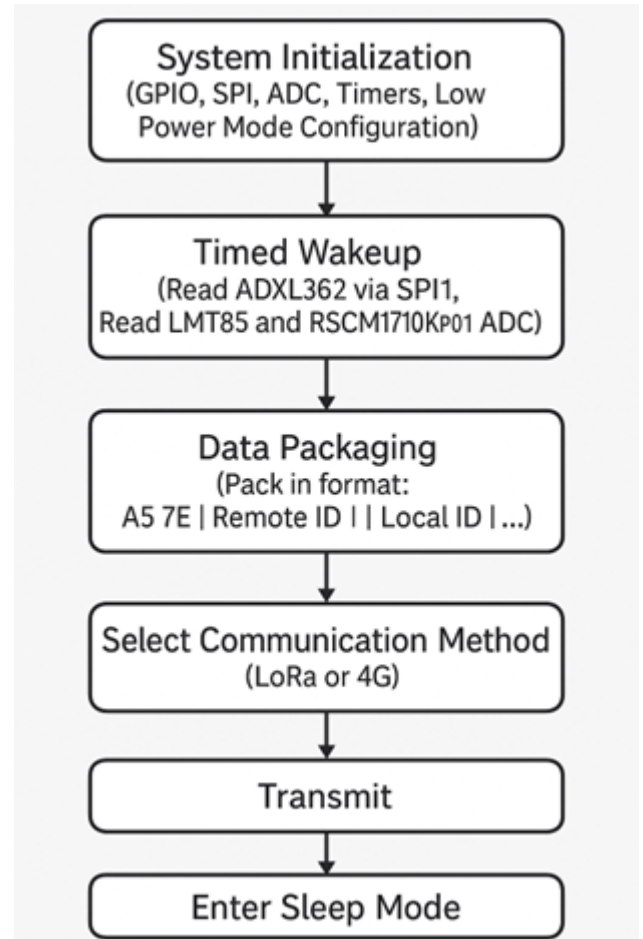 System Initialization
(GPIO, SPI, ADC, Timers, Low
Power Mode Configuration)
Timed Wakeup
(Read ADXL362 via SPI1,
Read LMT85 and RSCM1710KP01 ADC)
Data Packaging
(Pack in format:
A5 7E | Remote ID | | Local ID | ...)
Select Communication Method
(LoRa or 4G)
Transmit
Enter Sleep Mode